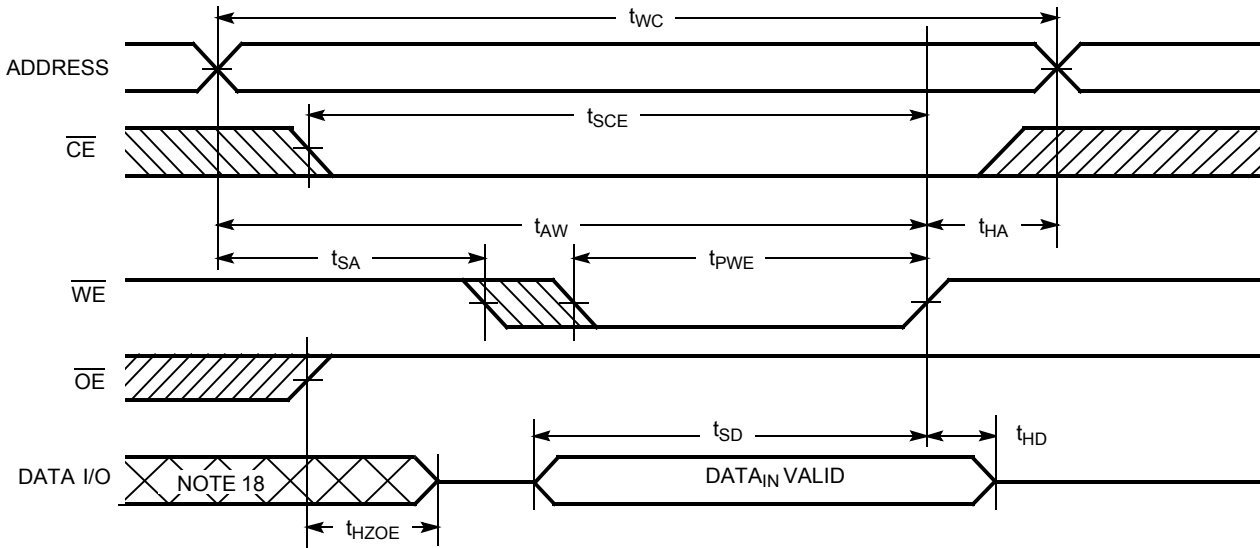 tWC
ADDRESS
tSCE
CE
tAW
tHA
tSA
tPWE
WE
OE
tSD
tHD
DATA I/O
NOTE 18
DATAIN VALID
tHZOE